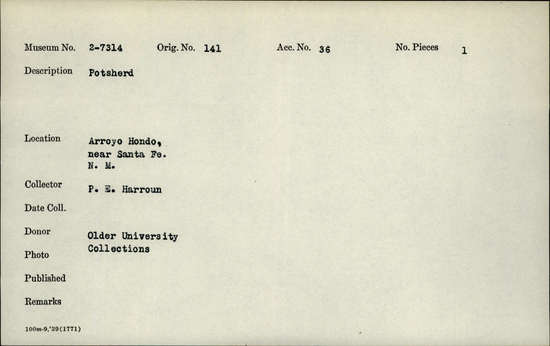 Museum No. 2-7314 Orig. No. 141 Acc. No. 36 No. Pieces 1
Description Potsherd
Location Arroyo Hondo,
near Santa Fe.
N. M.
Collector P. E. Harroun
Date Coll.
Donor Older University
Collections
Photo
Published
Remarks
100m-9,'29(1771)